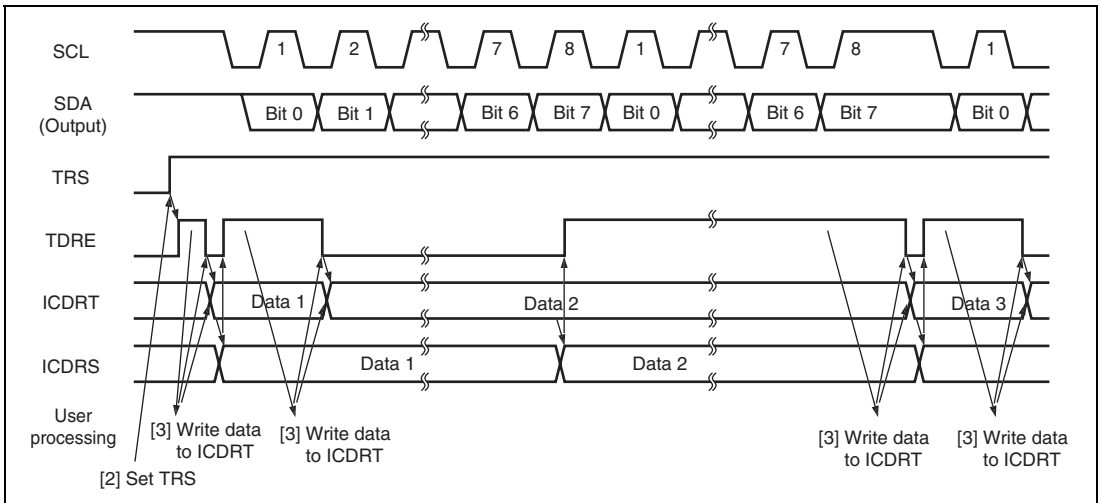 SCL
1
2
7
8
1
7
8
1
SDA
(Output)
Bit 0
Bit 1
Bit 6
Bit 7
Bit 0
Bit 6
Bit 7
Bit 0
TRS
TDRE
ICDRT
Data 1
Data 2
Data 3
ICDRS
Data 1
Data 2
User
processing
[3] Write data
to ICDRT
[3] Write data
to ICDRT
[3] Write data
to ICDRT
[3] Write data
to ICDRT
[2] Set TRS